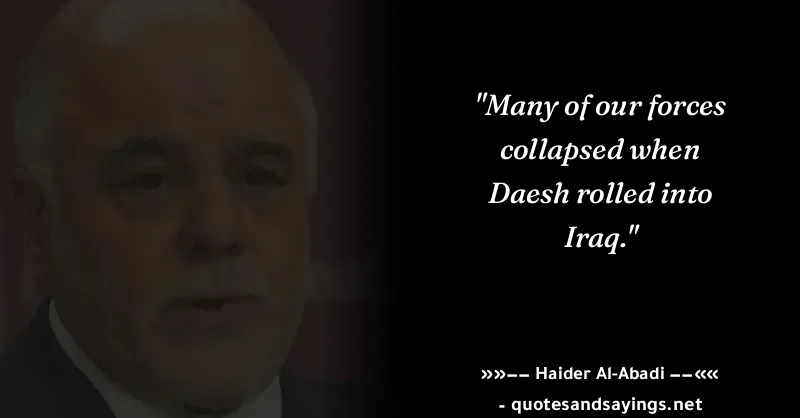 "Many of our forces
collapsed when
Daesh rolled into
Iraq."
»»−− Haider Al-Abadi −−««
- quotesandsayings.net